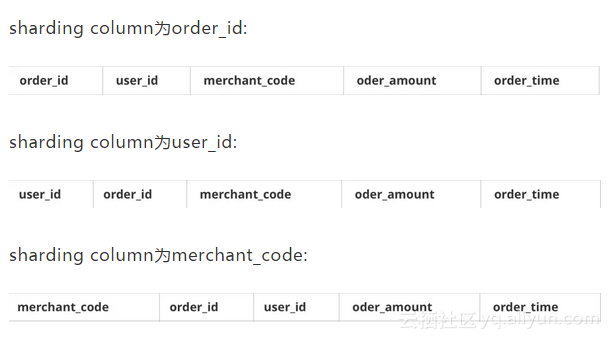 sharding column为order_id:
order_id user_id merchant_code oder_amount order_time
sharding column为user_id:
user_id order_id merchant_code oder_amount order_time
sharding column为merchant_code:
merchant_code order_id user_id oder_amount order_time
云栖社区 yq.aliyun.com